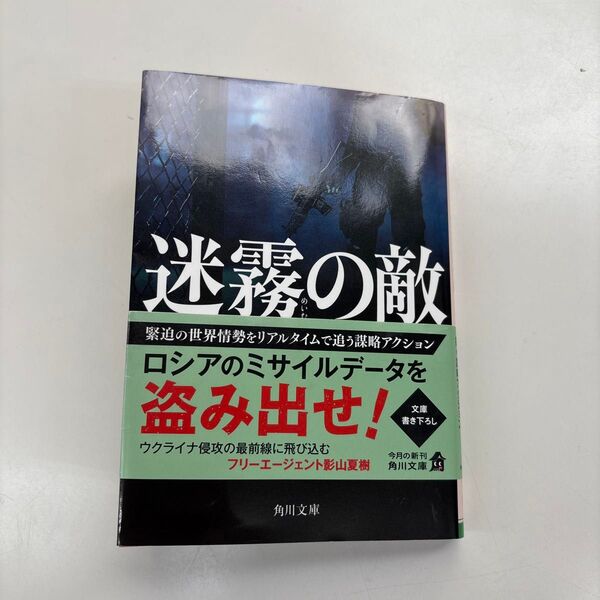 迷霧の敵
めいむ
緊迫の世界情勢をリアルタイムで追う謀略アクション
ロシアのミサイルデータを
盗み出せ!
文庫
書き下ろし
ウクライナ侵攻の最前線に飛び込む
フリーエージェント影山夏樹
今月の新刊
角川文庫
角川文庫